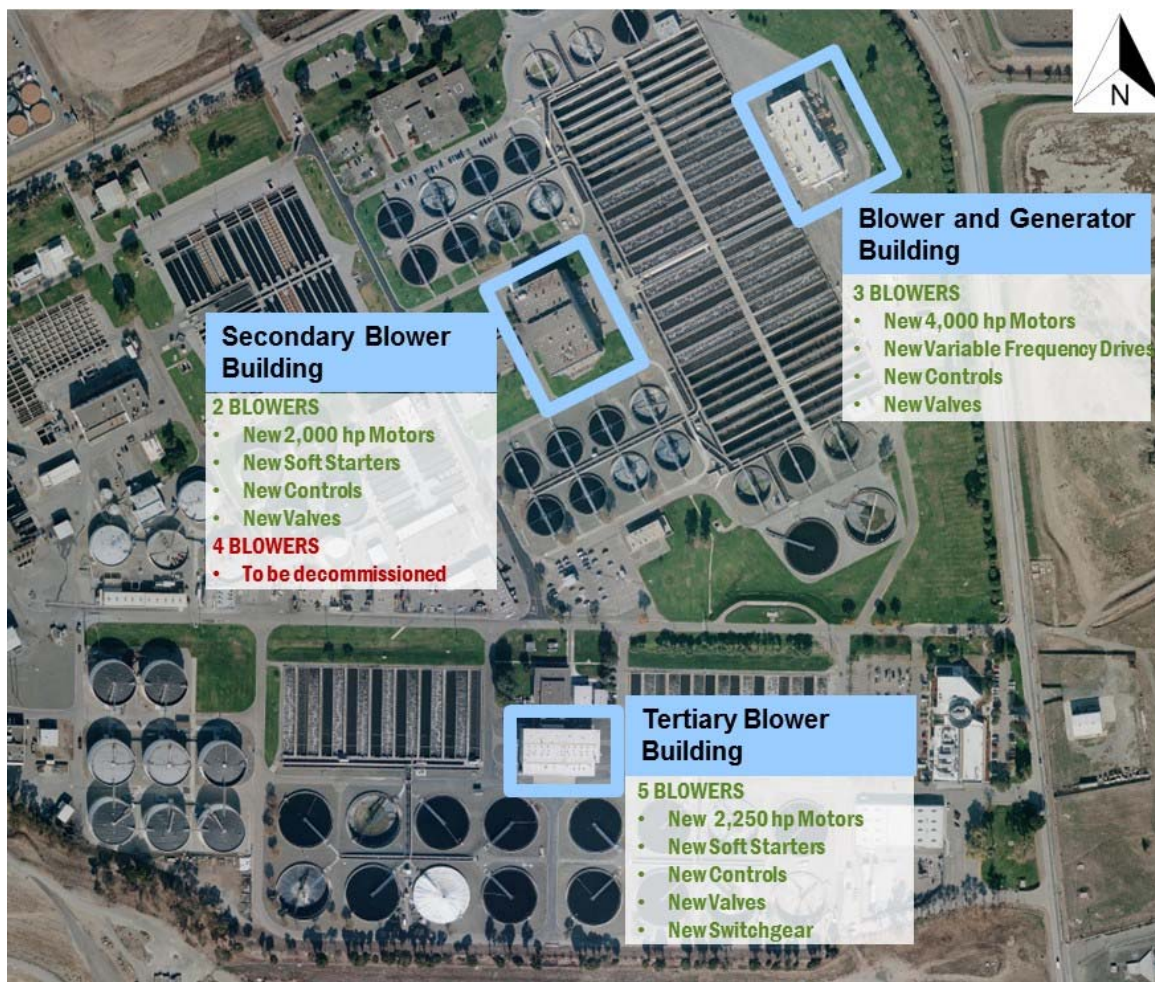 N
Blower and Generator
Building
3 BLOWERS
• New 4,000 hp Motors
• New Variable Frequency Drives
• New Controls
• New Valves
Secondary Blower
Building
2 BLOWERS
• New 2,000 hp Motors
• New Soft Starters
• New Controls
• New Valves
4 BLOWERS
• To be decommissioned
Tertiary Blower
Building
5 BLOWERS
• New 2,250 hp Motors
• New Soft Starters
• New Controls
• New Valves
• New Switchgear